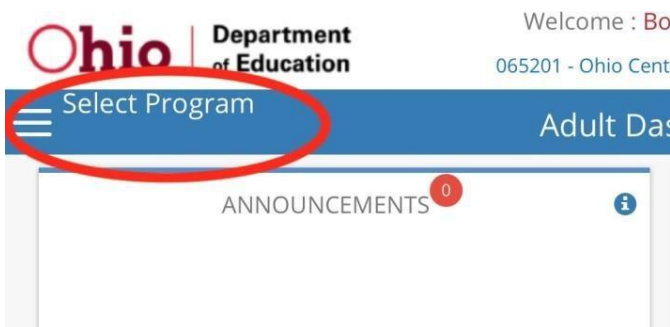 Ohio
Department
of Education
Welcome : Bo
065201 - Ohio Cent
Select Program
Adult Das
ANNOUNCEMENTS
0